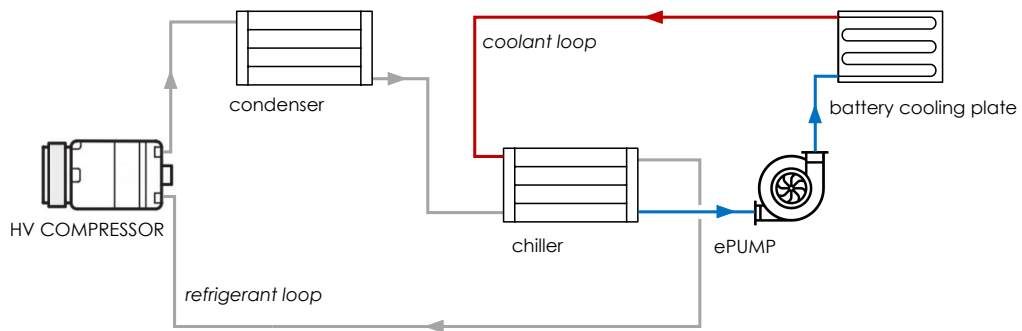 coolant loop
condenser
battery cooling plate
HV COMPRESSOR
chiller
ePUMP
refrigerant loop